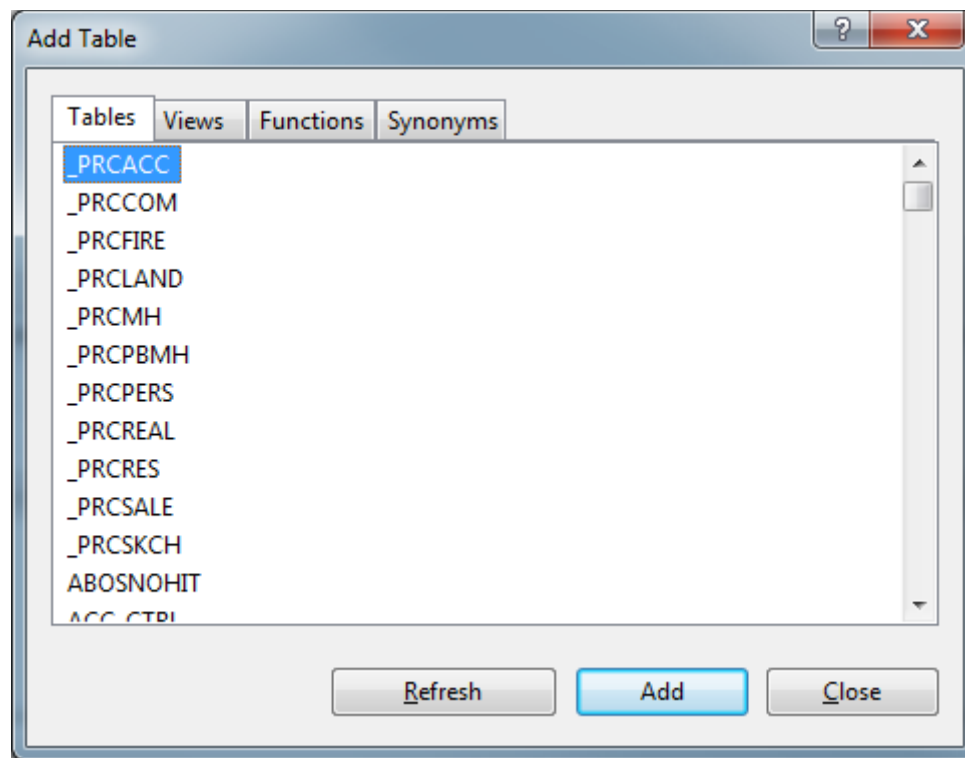 Add Table
Tables Views Functions Synonyms
_PRCACC
_PRCCOM
_PRCFIRE
_PRCLAND
_PRCMH
_PRCPBMH
_PRCPERS
_PRCREAL
_PRCRES
_PRCSALE
_PRCSKCH
ABOSNOHIT
ACC_CTRL
Refresh Add Close